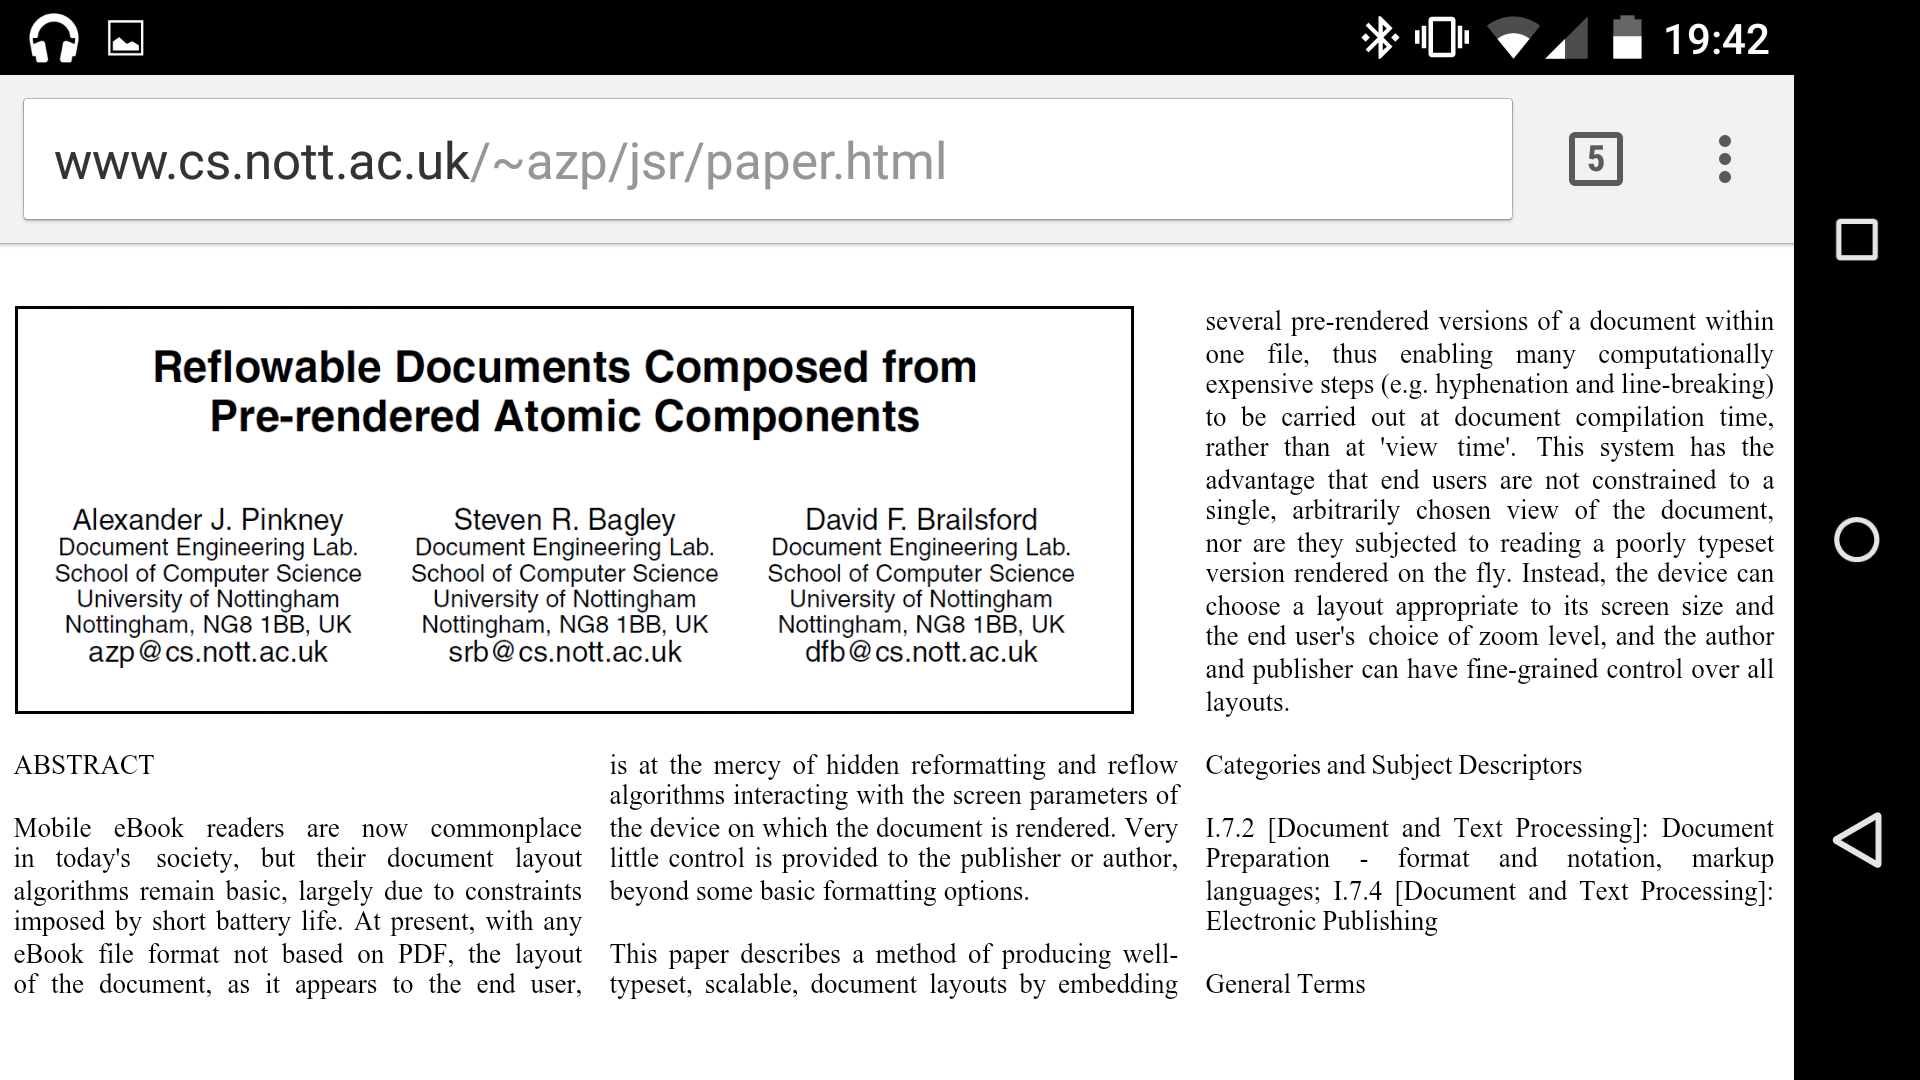 19:42
www.cs.nott.ac.uk/~azp/jsr/paper.html
5
Reflowable Documents Composed from
Pre-rendered Atomic Components
Alexander J. Pinkney
Document Engineering Lab.
School of Computer Science
University of Nottingham
Nottingham, NG8 1BB, UK
azp@cs.nott.ac.uk
Steven R. Bagley
Document Engineering Lab.
School of Computer Science
University of Nottingham
Nottingham, NG8 1BB, UK
srb@cs.nott.ac.uk
David F. Brailsford
Document Engineering Lab.
School of Computer Science
University of Nottingham
Nottingham, NG8 1BB, UK
dfb@cs.nott.ac.uk
ABSTRACT
Mobile eBook readers are now commonplace
in today's society, but their document layout
algorithms remain basic, largely due to constraints
imposed by short battery life. At present, with any
eBook file format not based on PDF, the layout
of the document, as it appears to the end user,
is at the mercy of hidden reformatting and reflow
algorithms interacting with the screen parameters of
the device on which the document is rendered. Very
little control is provided to the publisher or author,
beyond some basic formatting options.
This paper describes a method of producing well-
typeset, scalable, document layouts by embedding
several pre-rendered versions of a document within
one file, thus enabling many computationally
expensive steps (e.g. hyphenation and line-breaking)
to be carried out at document compilation time,
rather than at 'view time'. This system has the
advantage that end users are not constrained to a
single, arbitrarily chosen view of the document,
nor are they subjected to reading a poorly typeset
version rendered on the fly. Instead, the device can
choose a layout appropriate to its screen size and
the end user's choice of zoom level, and the author
and publisher can have fine-grained control over all
layouts.
Categories and Subject Descriptors
I.7.2 [Document and Text Processing]: Document
Preparation - format and notation, markup
languages; I.7.4 [Document and Text Processing]:
Electronic Publishing
General Terms